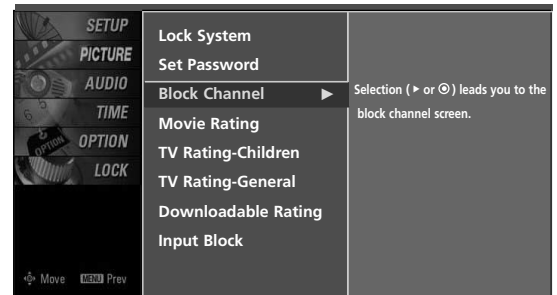 SETUP
PICTURE
AUDIO
TIME
OPTION
LOCK
Move MENU Prev
Lock System
Set Password
Block Channel ►
Movie Rating
TV Rating-Children
TV Rating-General
Downloadable Rating
Input Block
Selection (► or ⊙) leads you to the
block channel screen.